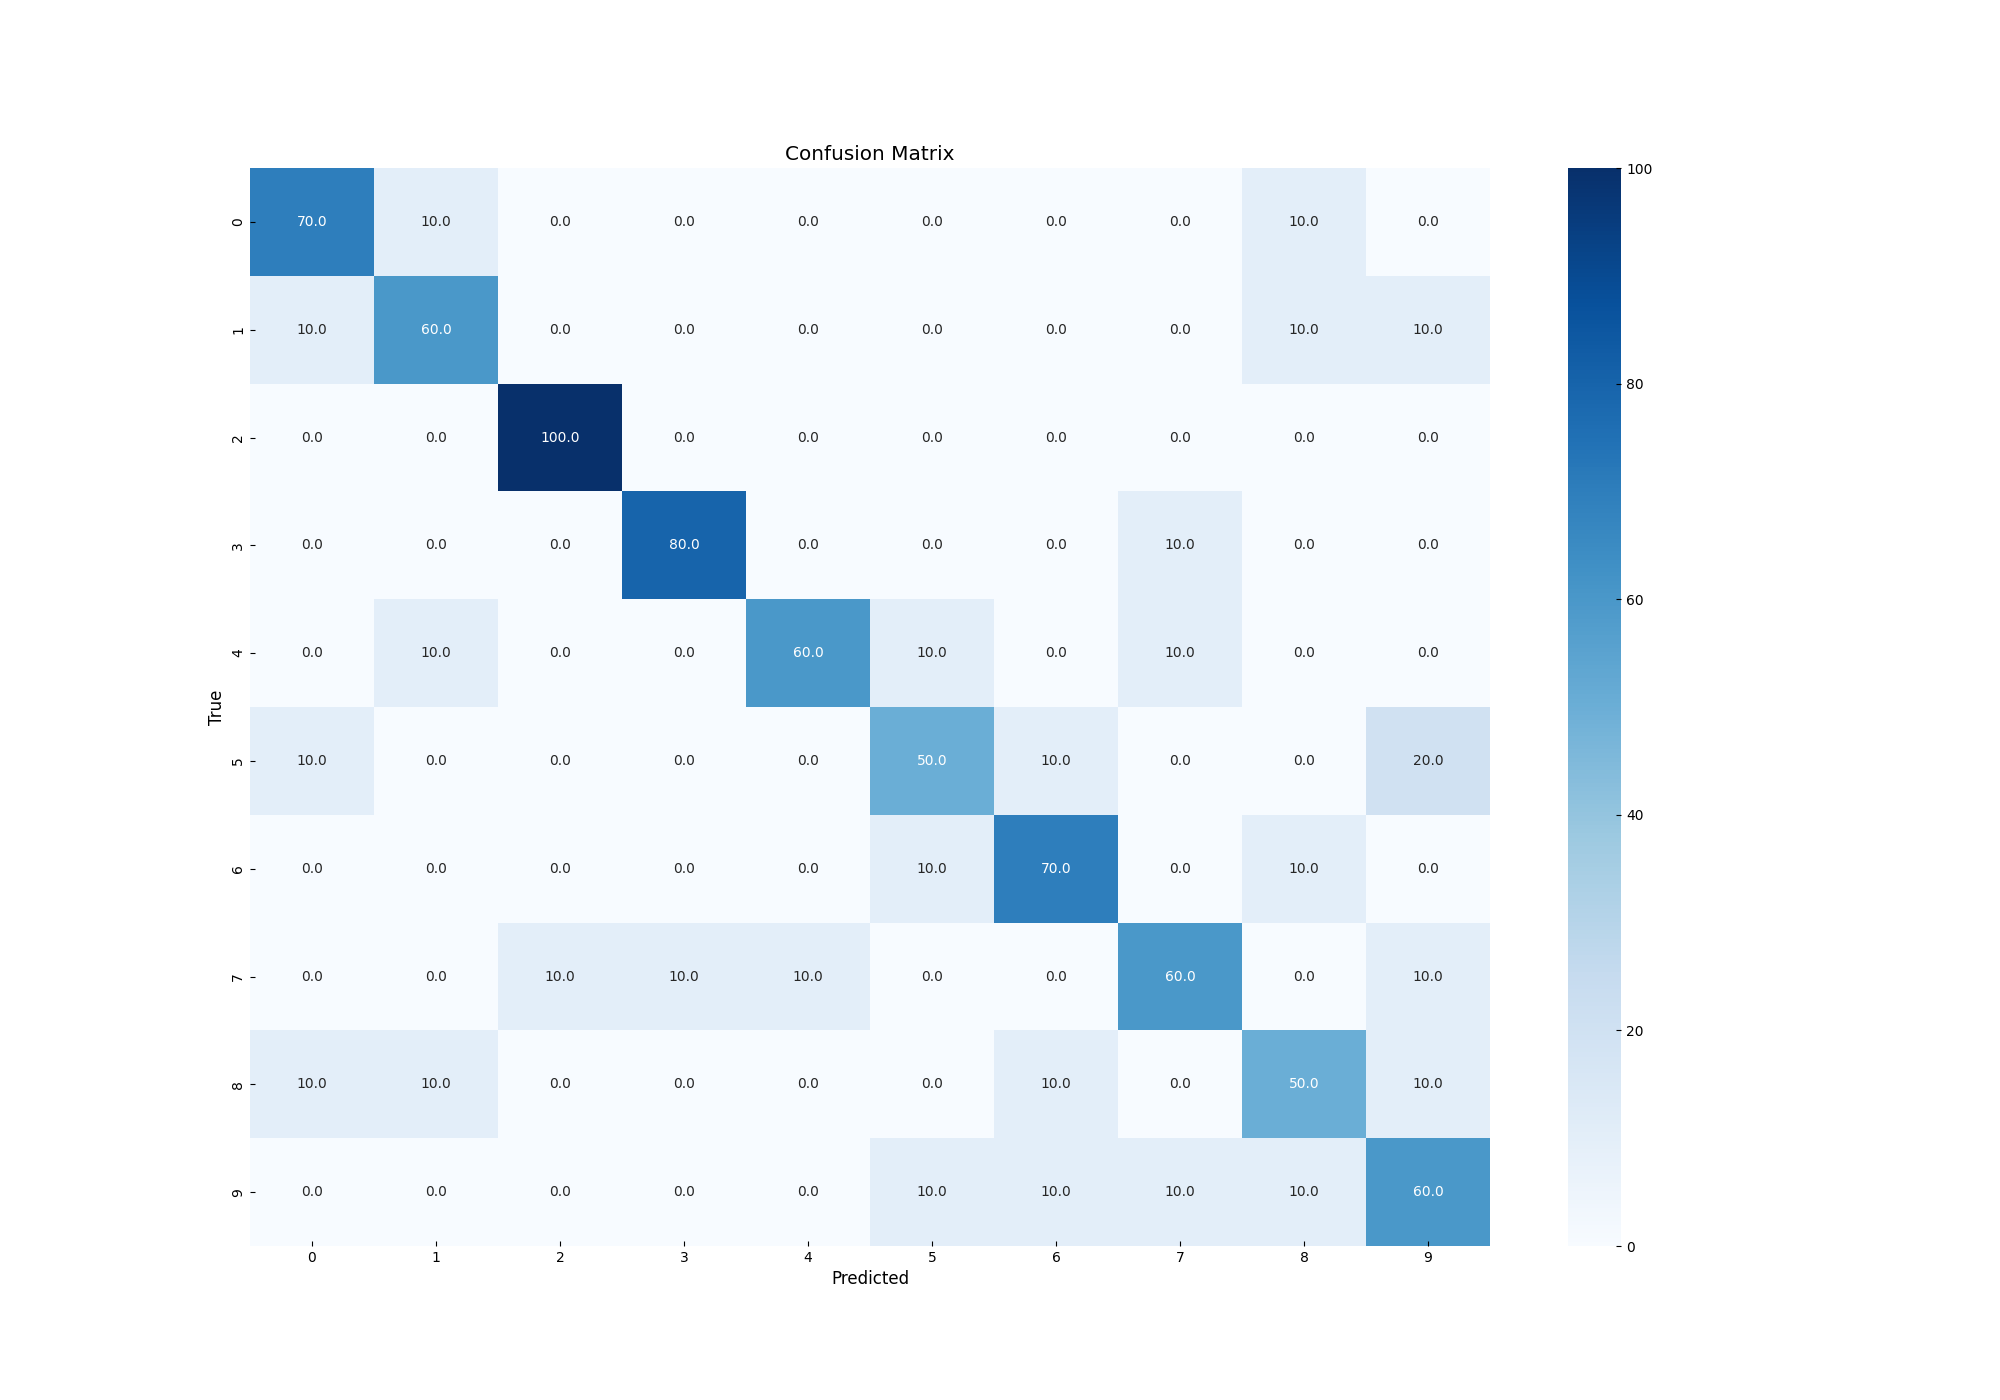 Confusion Matrix
0 70.0 10.0 0.0 0.0 0.0 0.0 0.0 0.0 10.0 0.0
1 10.0 60.0 0.0 0.0 0.0 0.0 0.0 0.0 10.0 10.0
2 0.0 0.0 100.0 0.0 0.0 0.0 0.0 0.0 0.0 0.0
3 0.0 0.0 0.0 80.0 0.0 0.0 0.0 10.0 0.0 0.0
4 0.0 10.0 0.0 0.0 60.0 10.0 0.0 10.0 0.0 0.0
True
5 10.0 0.0 0.0 0.0 0.0 50.0 10.0 0.0 0.0 20.0
6 0.0 0.0 0.0 0.0 0.0 10.0 70.0 0.0 10.0 0.0
7 0.0 0.0 10.0 10.0 10.0 0.0 0.0 60.0 0.0 10.0
8 10.0 10.0 0.0 0.0 0.0 0.0 10.0 0.0 50.0 10.0
9 0.0 0.0 0.0 0.0 0.0 10.0 10.0 10.0 10.0 60.0
0 1 2 3 4 5 6 7 8 9
Predicted
100
80
60
40
20
0